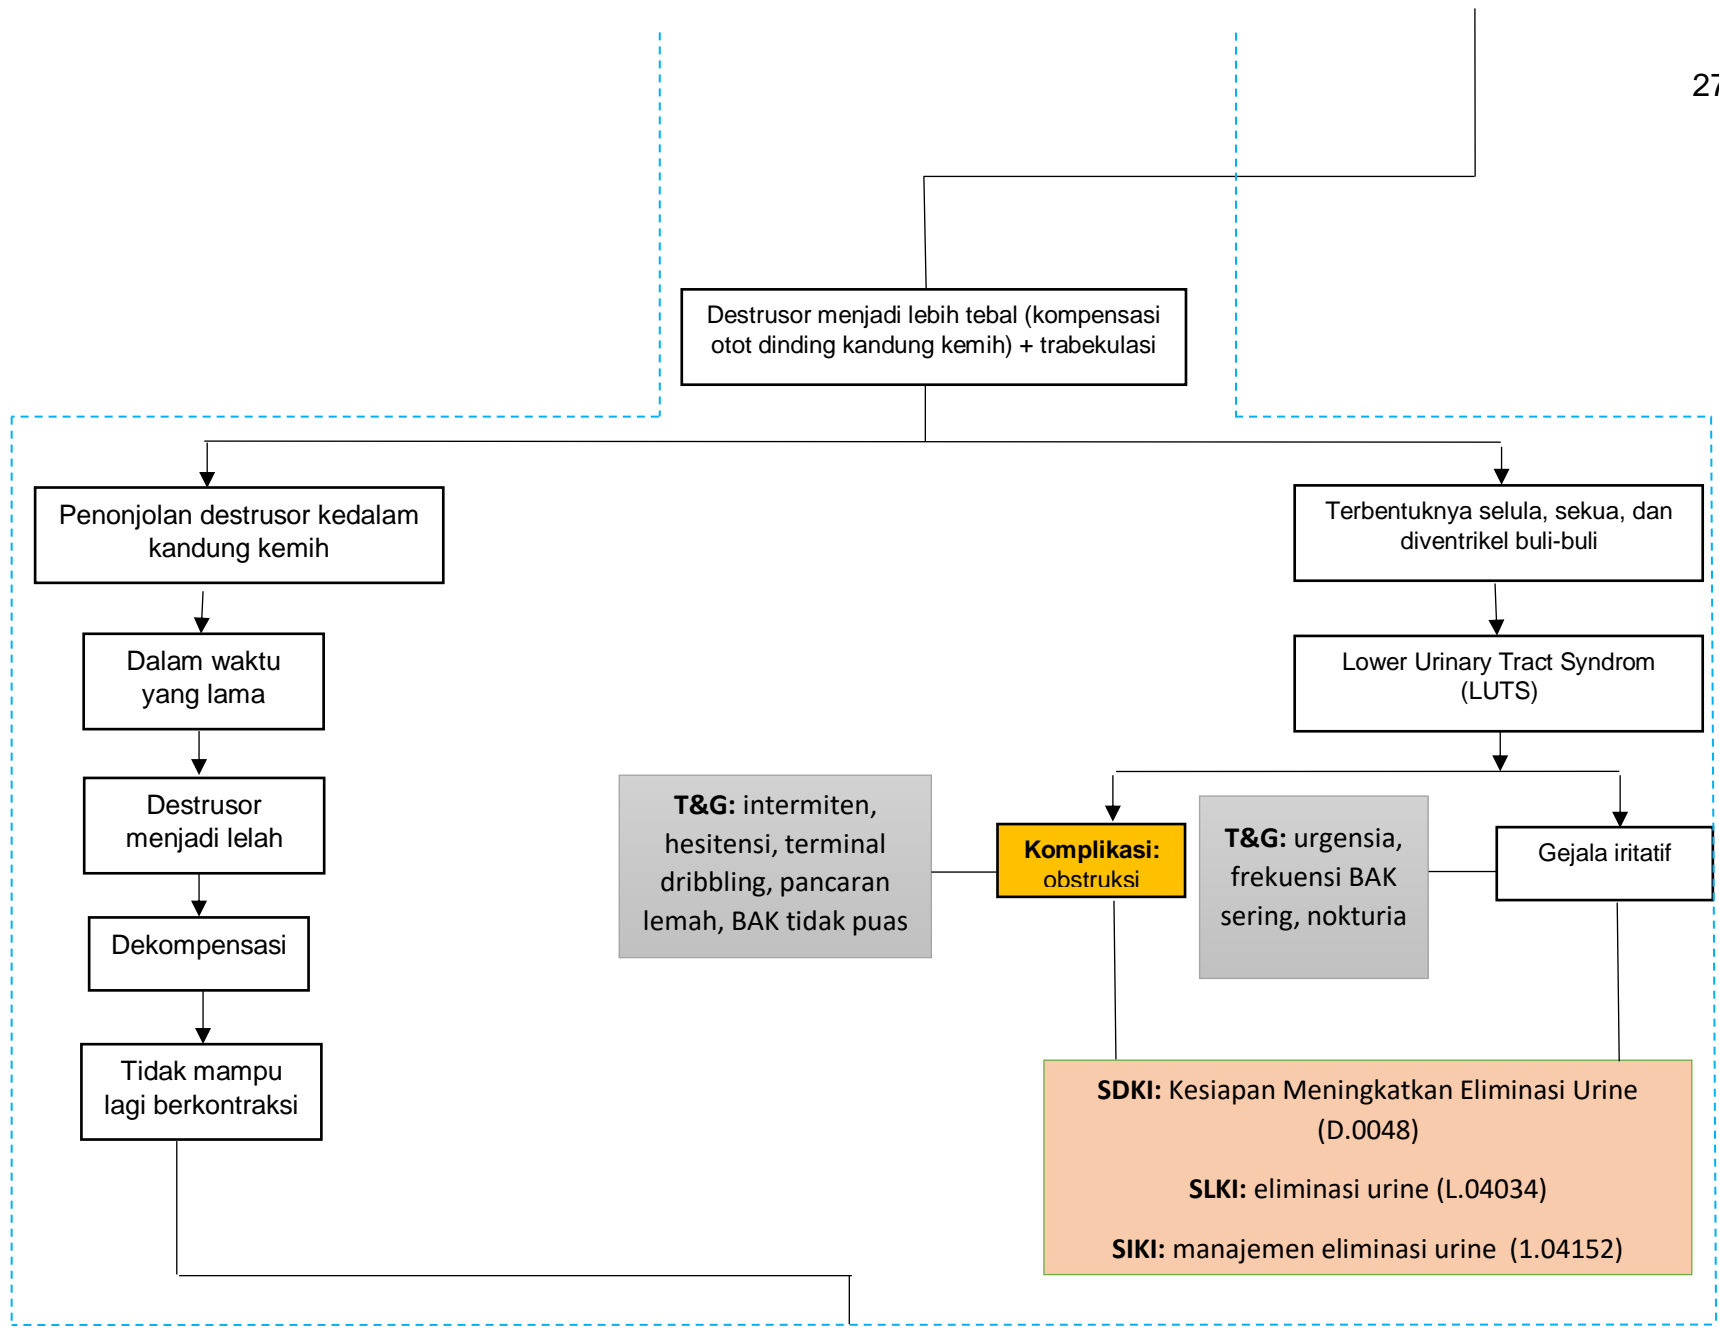 27
Destrusor menjadi lebih tebal (kompensasi
otot dinding kandung kemih) + trabekulasi
Penonjolan destrusor kedalam
kandung kemih
Dalam waktu
yang lama
Destrusor
menjadi lelah
Dekompensasi
Tidak mampu
lagi berkontraksi
Terbentuknya selula, sekua, dan
diventrikel buli-buli
Lower Urinary Tract Syndrom
(LUTS)
T&G: intermiten,
hesitensi, terminal
dribbling, pancaran
lemah, BAK tidak puas
Komplikasi:
obstruksi
T&G: urgensia,
frekuensi BAK
sering, nokturia
Gejala iritatif
SDKI: Kesiapan Meningkatkan Eliminasi Urine
(D.0048)
SLKI: eliminasi urine (L.04034)
SIKI: manajemen eliminasi urine (1.04152)